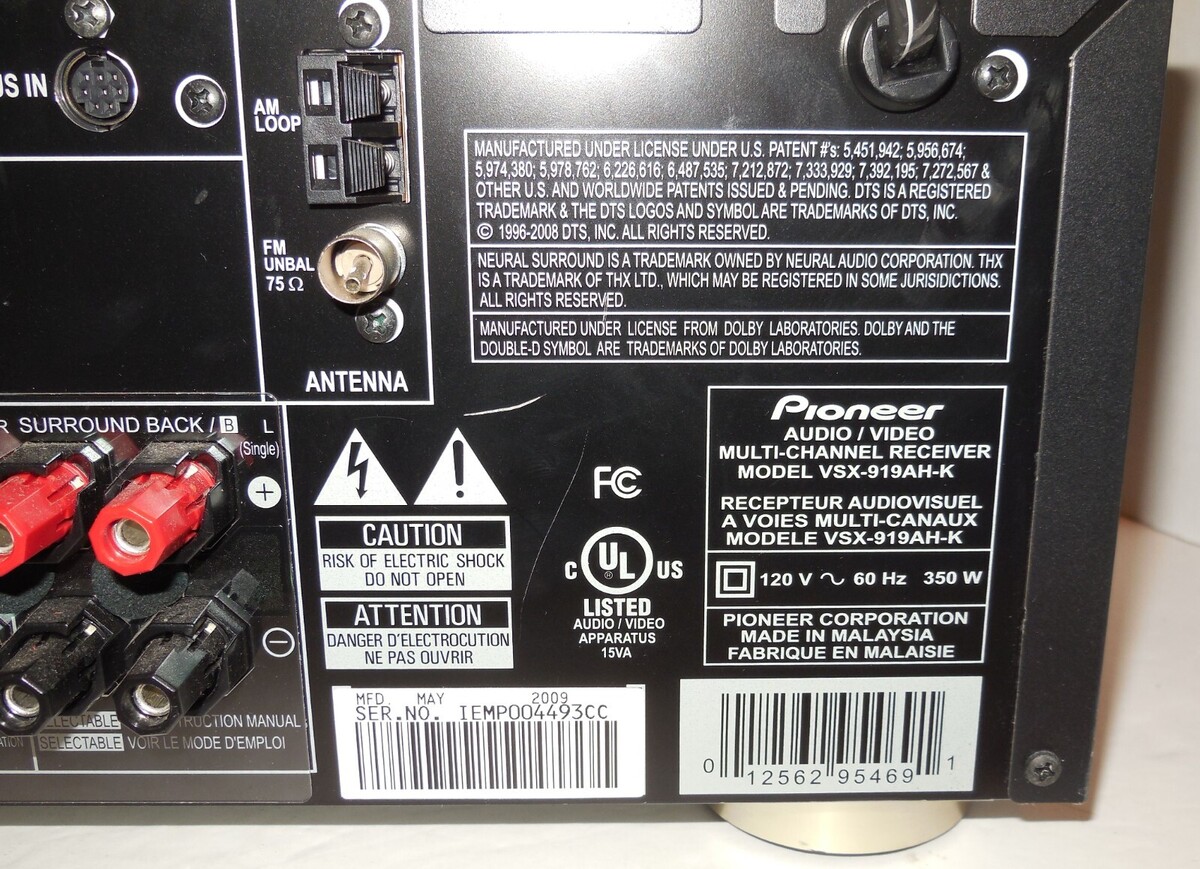 US IN
AM
LOOP
FM
UNBAL
75 Ω
ANTENNA
MANUFACTURED UNDER LICENSE UNDER U.S. PATENT #'s: 5,451,942; 5,956,674;
5,974,380; 5,978,762; 6,226,616; 6,487,535; 7,212,872; 7,333,929; 7,392,195; 7,272,567 &
OTHER U.S. AND WORLDWIDE PATENTS ISSUED & PENDING. DTS IS A REGISTERED
TRADEMARK & THE DTS LOGOS AND SYMBOL ARE TRADEMARKS OF DTS, INC.
© 1996-2008 DTS, INC. ALL RIGHTS RESERVED.
NEURAL SURROUND IS A TRADEMARK OWNED BY NEURAL AUDIO CORPORATION. THX
IS A TRADEMARK OF THX LTD., WHICH MAY BE REGISTERED IN SOME JURISIDICTIONS.
ALL RIGHTS RESERVED.
MANUFACTURED UNDER LICENSE FROM DOLBY LABORATORIES. DOLBY AND THE
DOUBLE-D SYMBOL ARE TRADEMARKS OF DOLBY LABORATORIES.
R SURROUND BACK / B L
(Single)
+
−
SELECTABLE INSTRUCTION MANUAL
SELECTABLE VOIR LE MODE D'EMPLOI
!
CAUTION
RISK OF ELECTRIC SHOCK
DO NOT OPEN
ATTENTION
DANGER D'ELECTROCUTION
NE PAS OUVRIR
FC
C UL US
®
LISTED
AUDIO / VIDEO
APPARATUS
15VA
Pioneer
AUDIO / VIDEO
MULTI-CHANNEL RECEIVER
MODEL VSX-919AH-K
RECEPTEUR AUDIOVISUEL
A VOIES MULTI-CANAUX
MODELE VSX-919AH-K
120 V ~ 60 Hz 350 W
PIONEER CORPORATION
MADE IN MALAYSIA
FABRIQUE EN MALAISIE
MFD. MAY 2009
SER.NO. IEMP004493CC
0 12562 95469 1